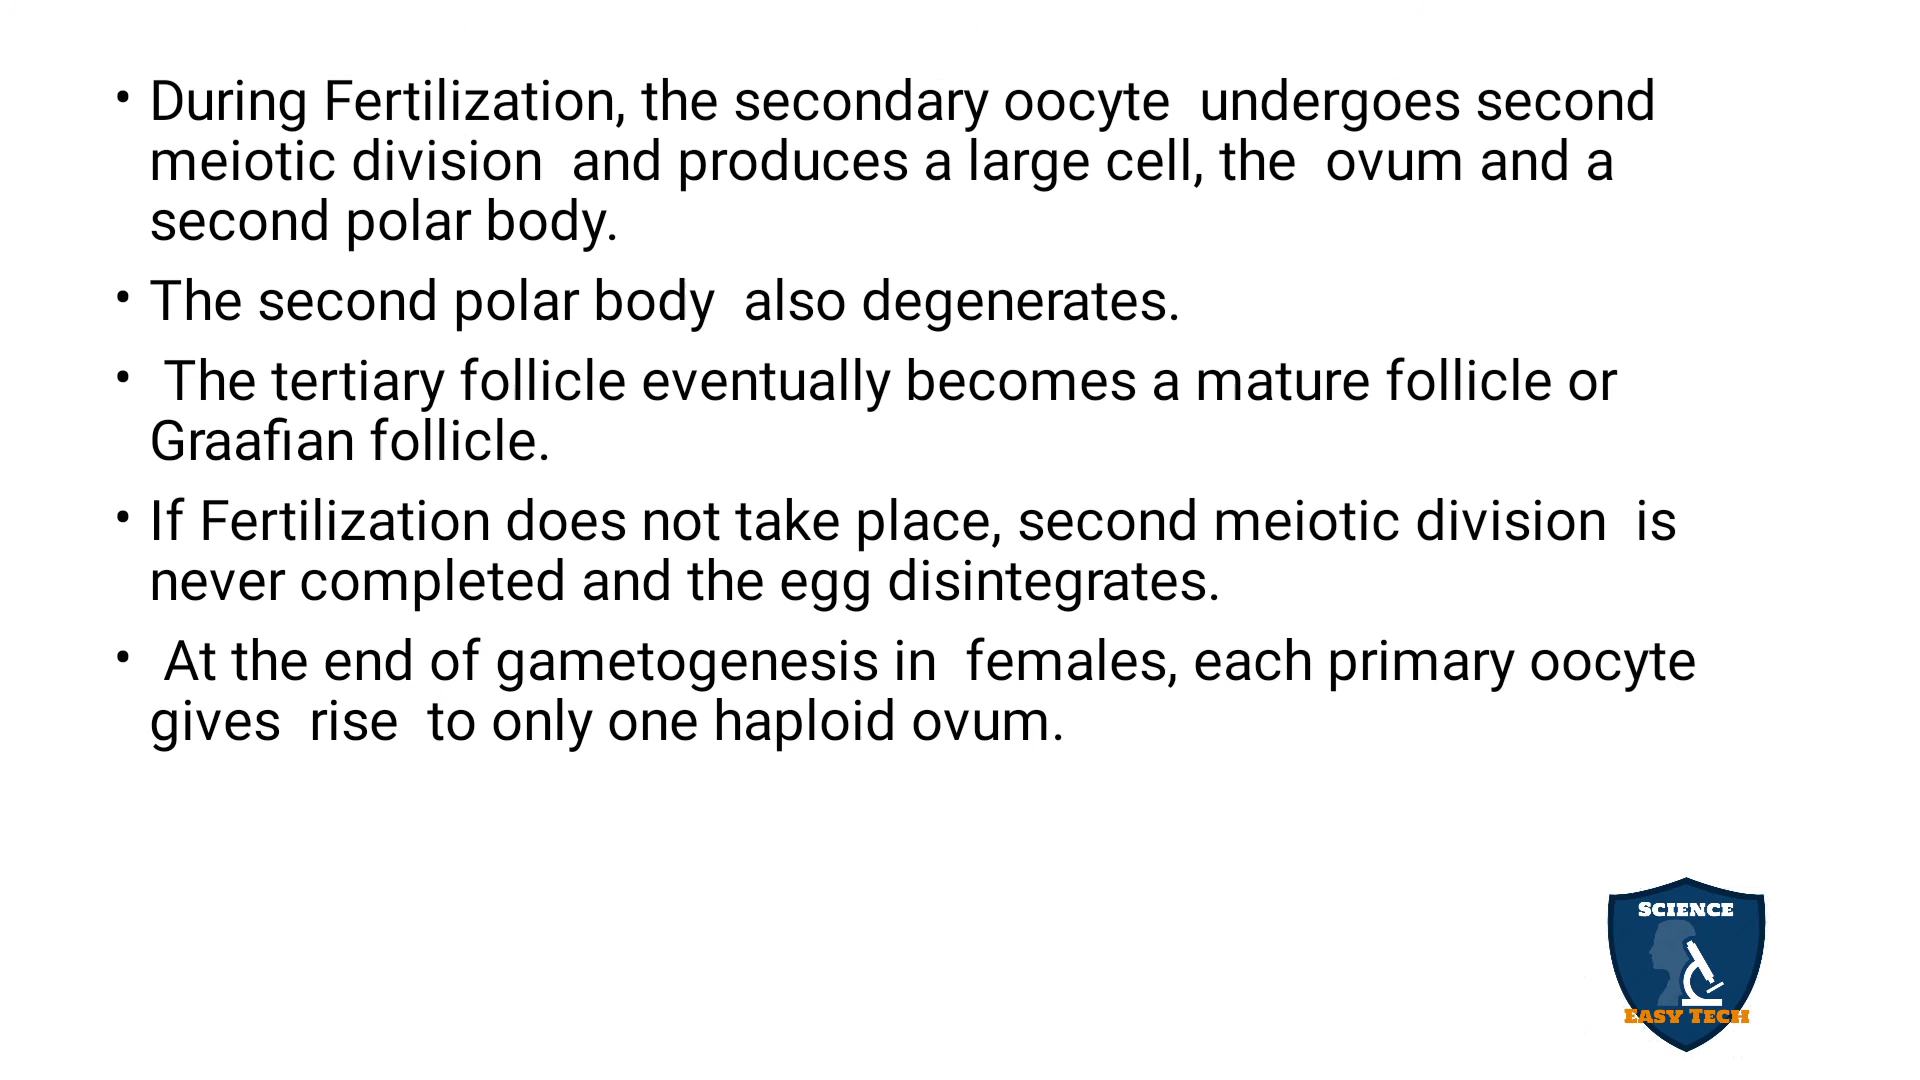 • During Fertilization, the secondary oocyte  undergoes second
meiotic division  and produces a large cell, the  ovum and a
second polar body.
• The second polar body  also degenerates.
•  The tertiary follicle eventually becomes a mature follicle or
Graafian follicle.
• If Fertilization does not take place, second meiotic division  is
never completed and the egg disintegrates.
•  At the end of gametogenesis in  females, each primary oocyte
gives  rise  to only one haploid ovum.
SCIENCE
EASY TECH